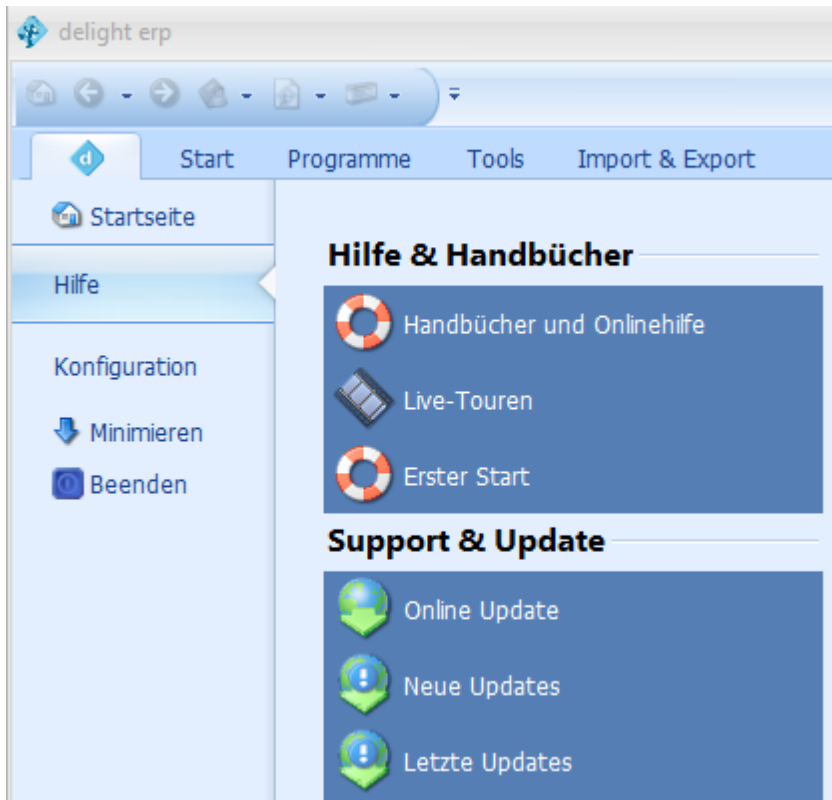 delight erp
d Start Programme Tools Import & Export
Startseite
Hilfe
Konfiguration
Minimieren
Beenden
Hilfe & Handbücher
Handbücher und Onlinehilfe
Live-Touren
Erster Start
Support & Update
Online Update
Neue Updates
Letzte Updates